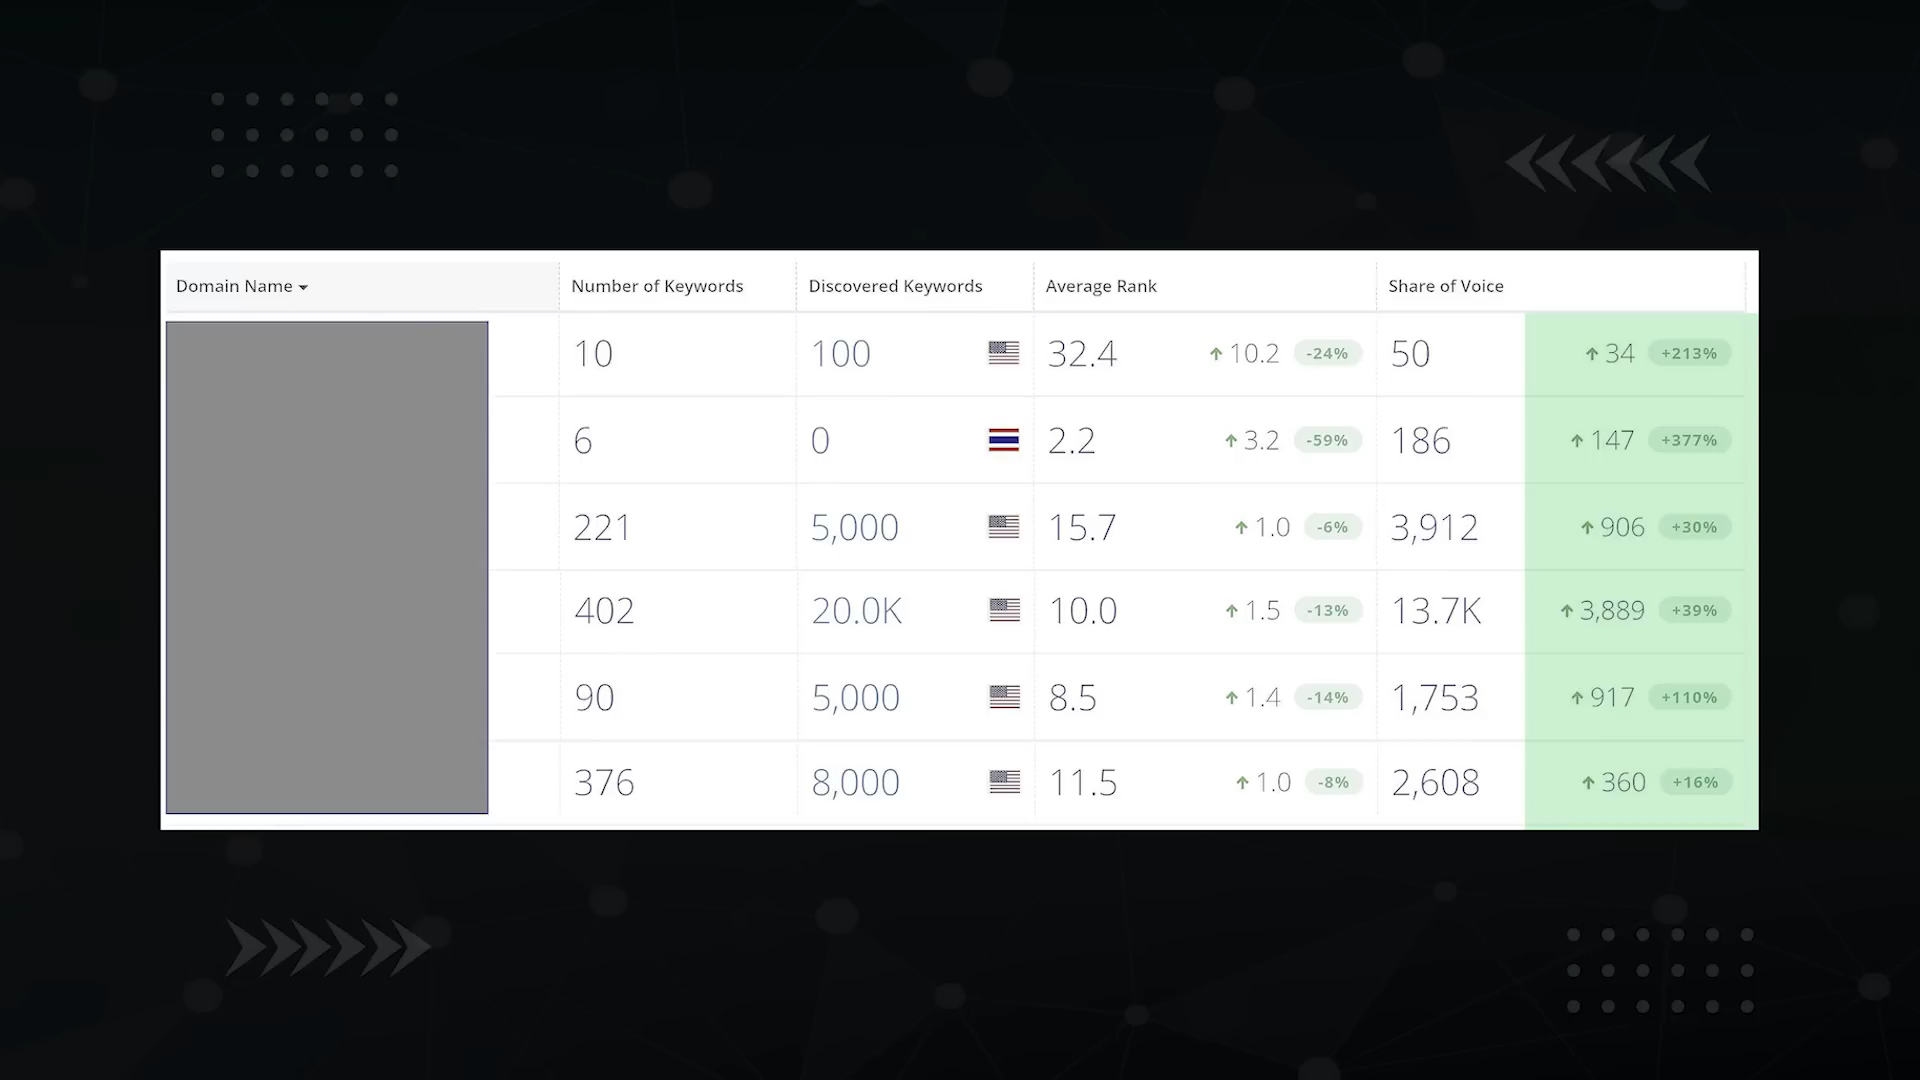 Domain Name Number of Keywords Discovered Keywords Average Rank Share of Voice
10 100 32.4 10.2 -24% 50 34 +213%
6 0 2.2 3.2 -59% 186 147 +377%
221 5,000 15.7 1.0 -6% 3,912 906 +30%
402 20.0K 10.0 1.5 -13% 13.7K 3,889 +39%
90 5,000 8.5 1.4 -14% 1,753 917 +110%
376 8,000 11.5 1.0 -8% 2,608 360 +16%